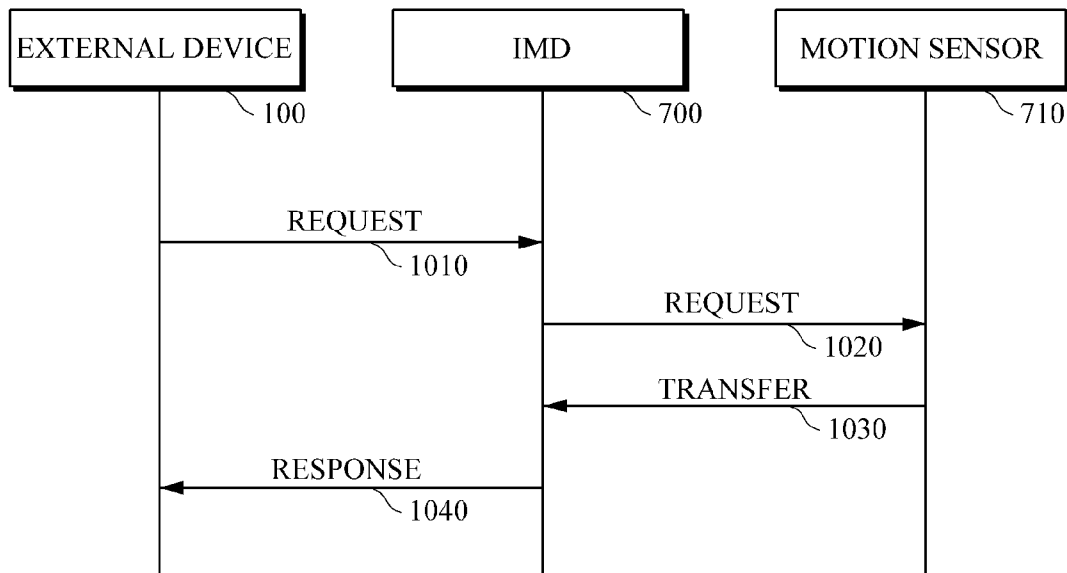 EXTERNAL DEVICE
IMD
MOTION SENSOR
100
700
710
REQUEST
1010
REQUEST
1020
TRANSFER
1030
RESPONSE
1040